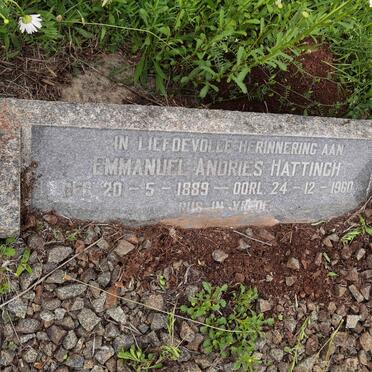 IN LIEFDEVOLLE HERINNERING AAN
EMMANUEL ANDRIES HATTINGH
GEB. 20-5-1889 - OORL. 24-12-1960
RUS IN VREDE